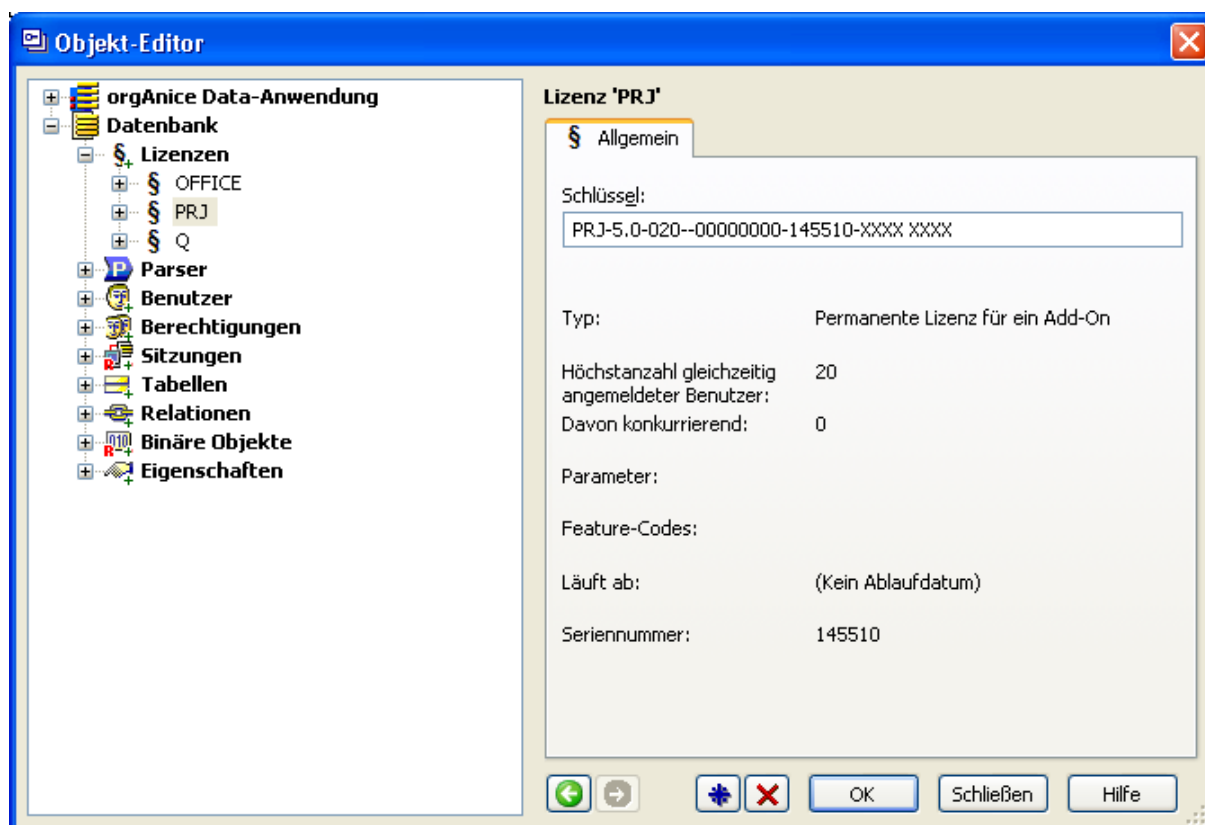 Objekt-Editor
orgAnice Data-Anwendung
Datenbank
Lizenzen
OFFICE
PRJ
Q
Parser
Benutzer
Berechtigungen
Sitzungen
Tabellen
Relationen
Binäre Objekte
Eigenschaften
Lizenz 'PRJ'
§ Allgemein
Schlüssel:
PRJ-5.0-020--00000000-145510-XXXX XXXX
Typ: Permanente Lizenz für ein Add-On
Höchstanzahl gleichzeitig 20
angemeldeter Benutzer:
Davon konkurrierend: 0
Parameter:
Feature-Codes:
Läuft ab: (Kein Ablaufdatum)
Seriennummer: 145510
OK Schließen Hilfe